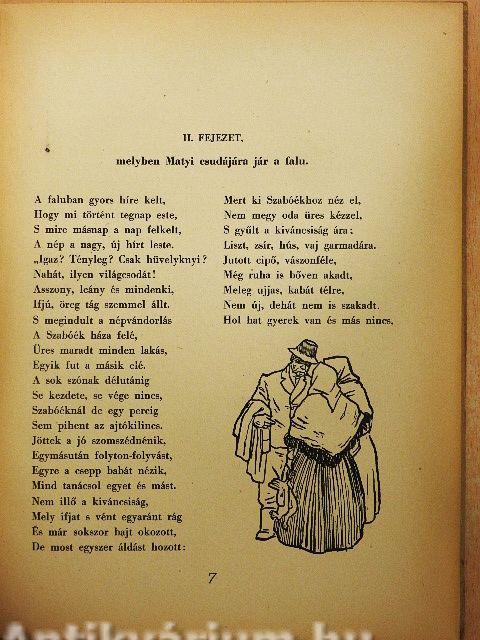 II. FEJEZET,
melyben Matyi csudájára jár a falu.
A faluban gyors híre kelt,
Hogy mi történt tegnap este,
S mire másnap a nap felkelt,
A nép a nagy, új hírt leste.
„Igaz? Tényleg? Csak hüvelyknyi?
Nahát, ilyen világcsodát!
Asszony, leány és mindenki,
Ifjú, öreg tág szemmel állt.
S megindult a népvándorlás
A Szabóék háza felé,
Üres maradt minden lakás,
Egyik fut a másik elé.
A sok szónak délutánig
Se kezdete, se vége nincs,
Szabóéknál de egy percig
Sem pihent az ajtókilincs.
Jöttek a jó szomszédnénik,
Egymásután folyton-folyvást,
Egyre a csepp babát nézik,
Mind tanácsol egyet és mást.
Nem illő a kiváncsiság,
Mely ifjat s vént egyaránt rág
És már sokszor bajt okozott,
De most egyszer áldást hozott:
Mert ki Szabóékhoz néz el,
Nem megy oda üres kézzel,
S gyűlt a kiváncsiság ára:
Liszt, zsír, hús, vaj garmadára.
Jutott cipő, vászonféle,
Még ruha is bőven akadt,
Meleg ujjas, kabát télre,
Nem új, dehát nem is szakadt.
Hol hat gyerek van és más nincs,
7
Antikvárium.hu